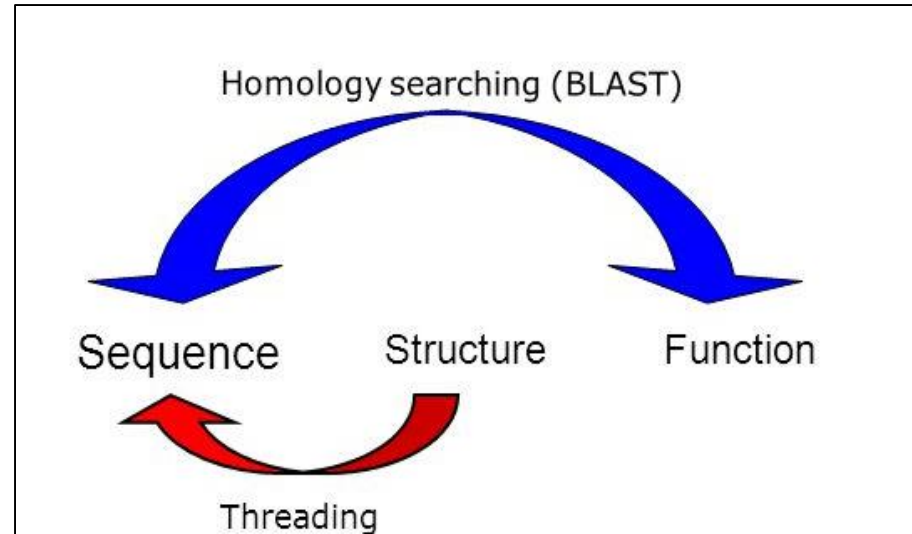 Homology searching (BLAST)
Sequence Structure Function
Threading